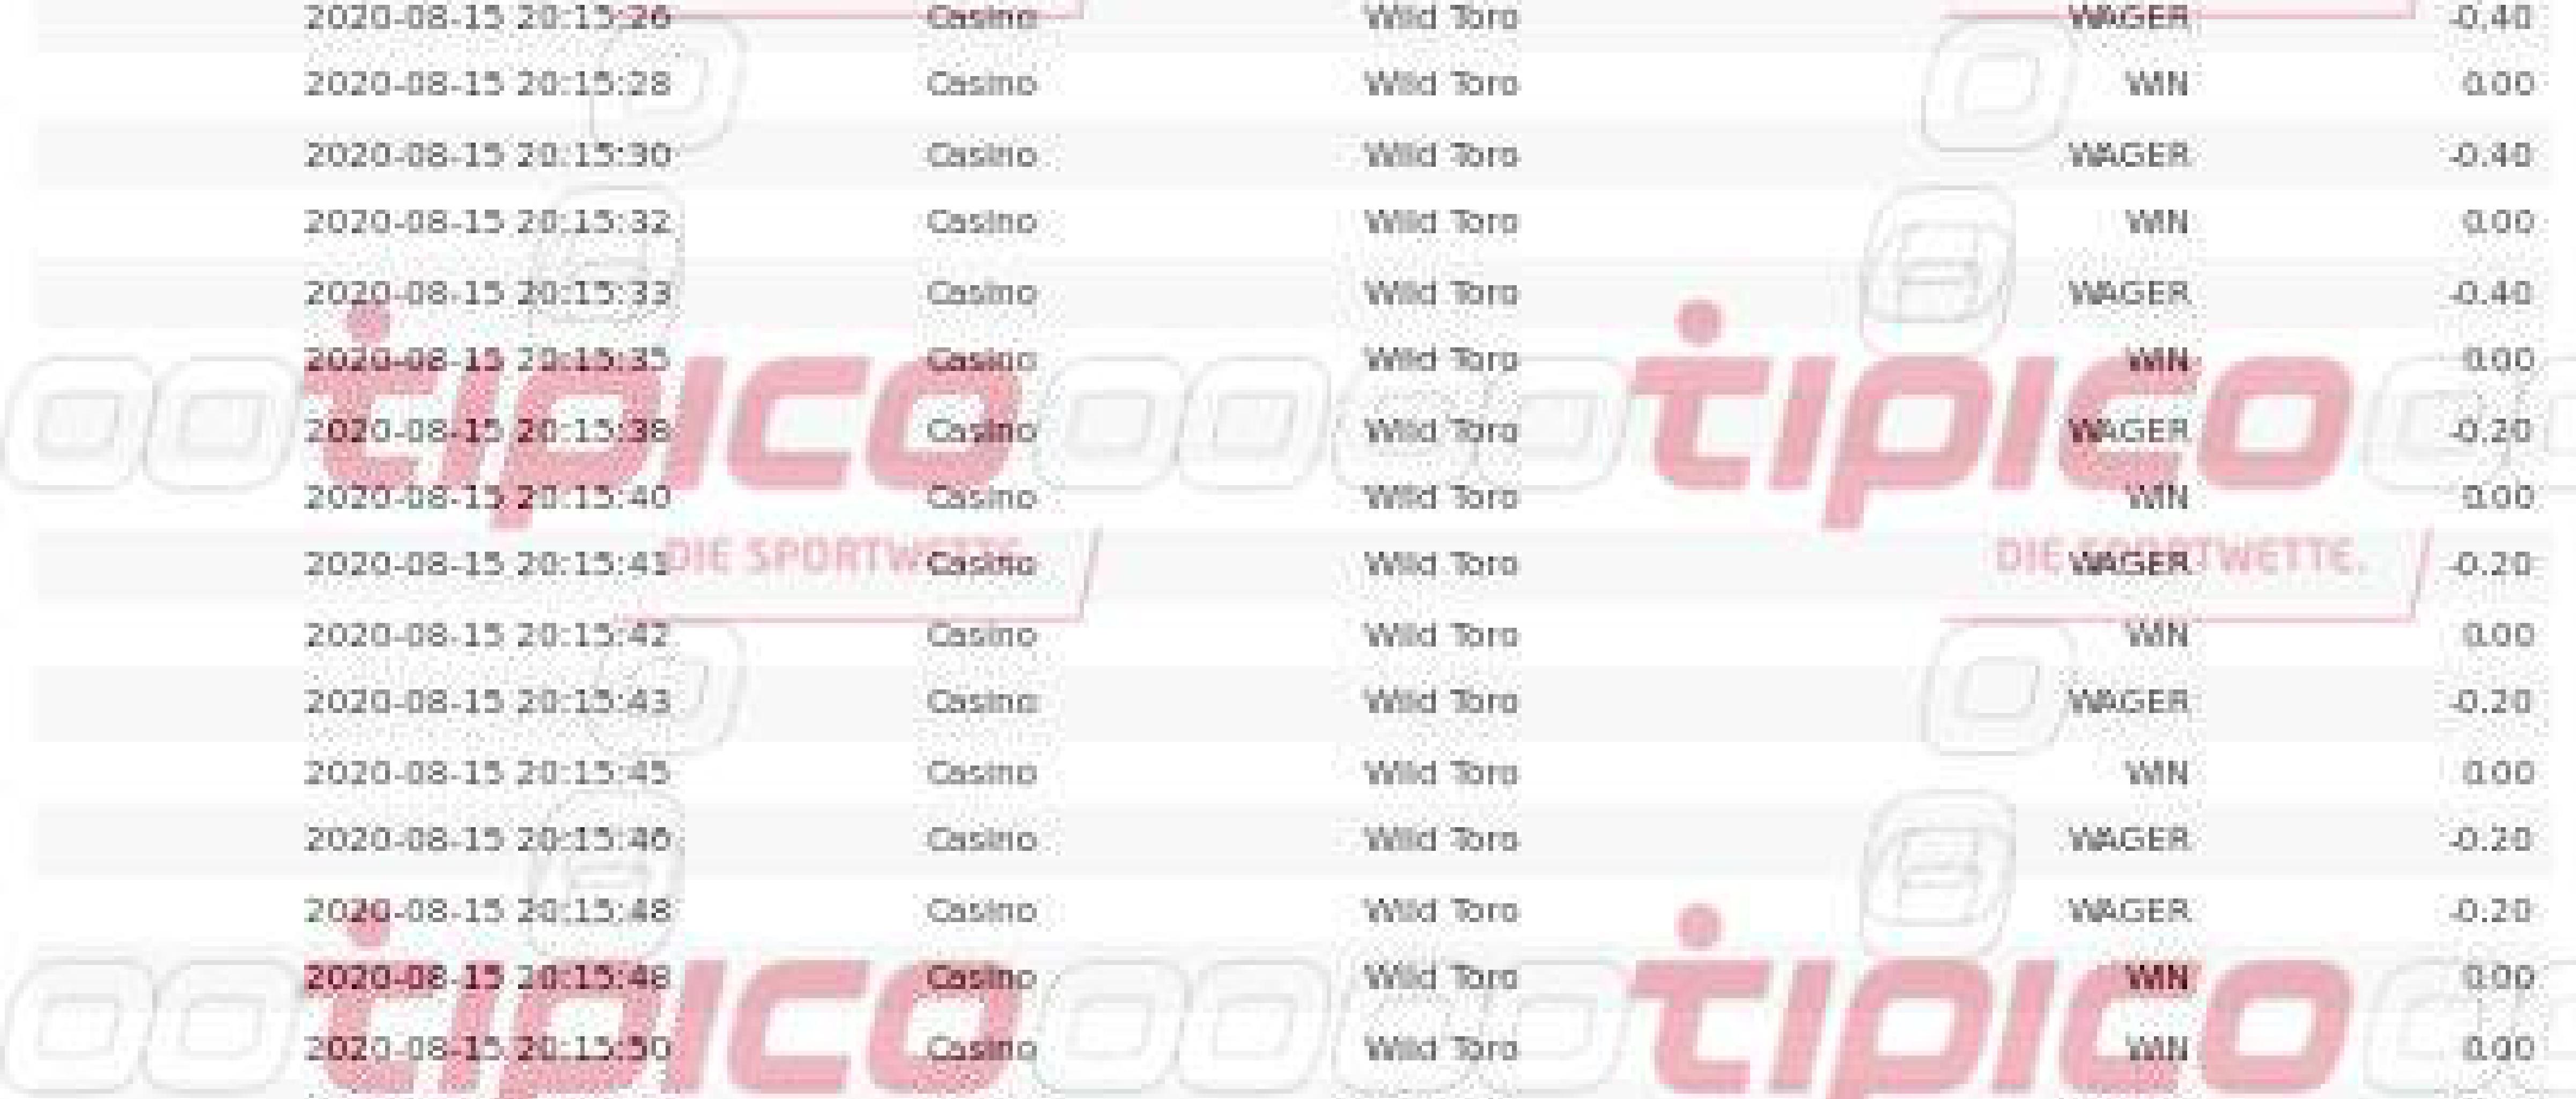 2020-08-15 20:15:26 Casino Wild Toro WAGER -0.40
2020-08-15 20:15:28 Casino Wild Toro WIN 0.00
2020-08-15 20:15:30 Casino Wild Toro WAGER -0.40
2020-08-15 20:15:32 Casino Wild Toro WIN 0.00
2020-08-15 20:15:33 Casino Wild Toro WAGER -0.40
2020-08-15 20:15:35 Casino Wild Toro WIN 0.00
tipico tipico
2020-08-15 20:15:38 Casino Wild Toro WAGER -0.20
2020-08-15 20:15:40 Casino Wild Toro WIN 0.00
DIE SPORTWETTE. DIE SPORTWETTE.
2020-08-15 20:15:41 Casino Wild Toro WAGER -0.20
2020-08-15 20:15:42 Casino Wild Toro WIN 0.00
2020-08-15 20:15:43 Casino Wild Toro WAGER -0.20
2020-08-15 20:15:45 Casino Wild Toro WIN 0.00
2020-08-15 20:15:46 Casino Wild Toro WAGER -0.20
2020-08-15 20:15:48 Casino Wild Toro WAGER -0.20
2020-08-15 20:15:48 Casino Wild Toro WIN 0.00
tipico tipico
2020-08-15 20:15:50 Casino Wild Toro WIN 0.00